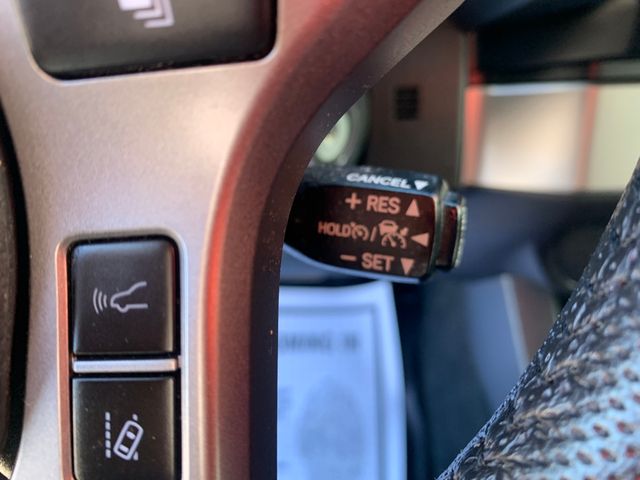 CANCEL ▼
+ RES ▲
HOLD / ◀
− SET ▼